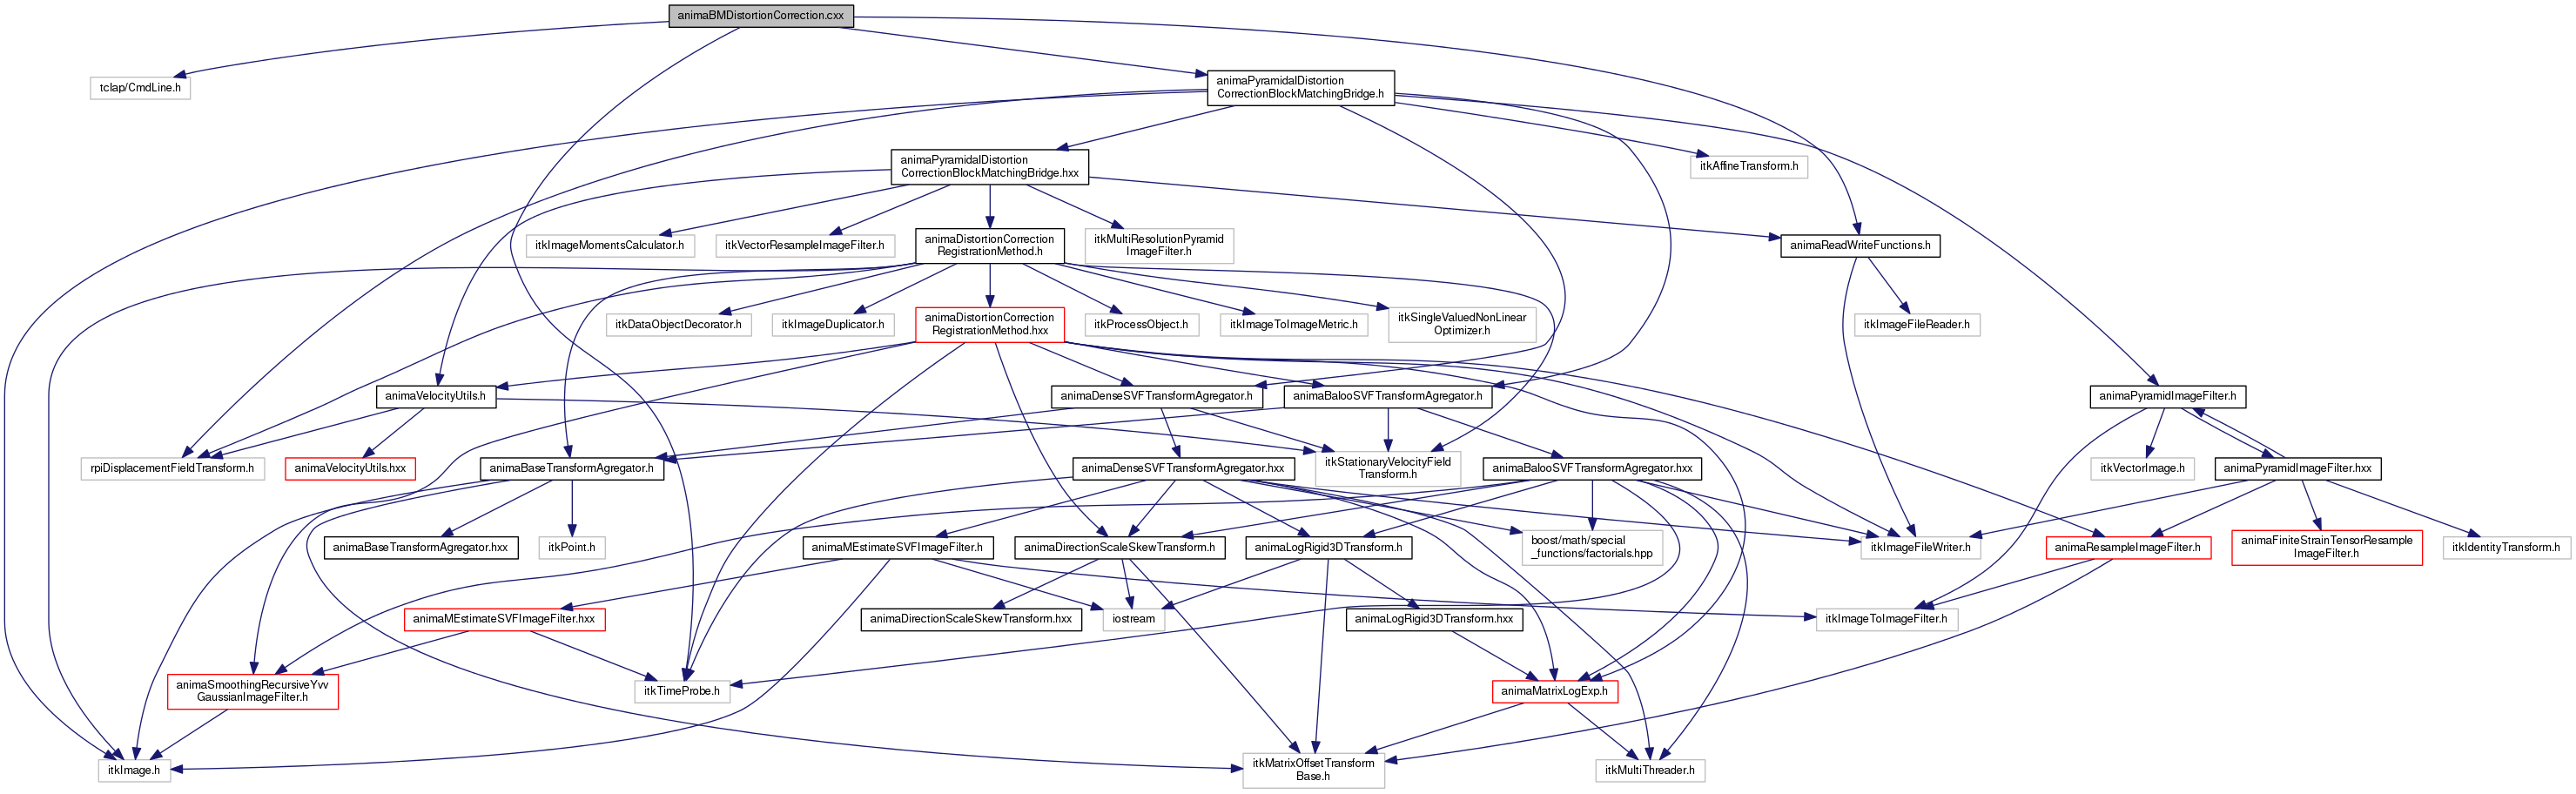 animaBMDistortionCorrection.cxx
tclap/CmdLine.h
animaPyramidalDistortion
CorrectionBlockMatchingBridge.h
animaPyramidalDistortion
CorrectionBlockMatchingBridge.hxx
itkAffineTransform.h
itkImageMomentsCalculator.h
itkVectorResampleImageFilter.h
animaDistortionCorrection
RegistrationMethod.h
itkMultiResolutionPyramid
ImageFilter.h
animaReadWriteFunctions.h
itkDataObjectDecorator.h
itkImageDuplicator.h
animaDistortionCorrection
RegistrationMethod.hxx
itkProcessObject.h
itkImageToImageMetric.h
itkSingleValuedNonLinear
Optimizer.h
itkImageFileReader.h
animaVelocityUtils.h
animaDenseSVFTransformAgregator.h
animaBalooSVFTransformAgregator.h
animaPyramidImageFilter.h
rpiDisplacementFieldTransform.h
animaVelocityUtils.hxx
animaBaseTransformAgregator.h
animaDenseSVFTransformAgregator.hxx
itkStationaryVelocityField
Transform.h
animaBalooSVFTransformAgregator.hxx
itkVectorImage.h
animaPyramidImageFilter.hxx
animaBaseTransformAgregator.hxx
itkPoint.h
animaMEstimateSVFImageFilter.h
animaDirectionScaleSkewTransform.h
animaLogRigid3DTransform.h
boost/math/special
_functions/factorials.hpp
itkImageFileWriter.h
animaResampleImageFilter.h
animaFiniteStrainTensorResample
ImageFilter.h
itkIdentityTransform.h
animaMEstimateSVFImageFilter.hxx
animaDirectionScaleSkewTransform.hxx
iostream
animaLogRigid3DTransform.hxx
itkImageToImageFilter.h
animaSmoothingRecursiveYvv
GaussianImageFilter.h
itkTimeProbe.h
animaMatrixLogExp.h
itkImage.h
itkMatrixOffsetTransform
Base.h
itkMultiThreader.h